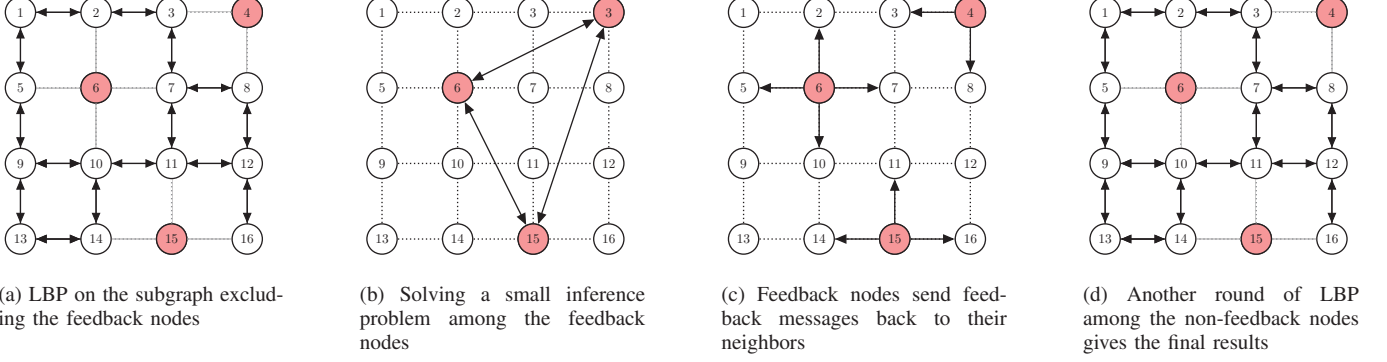 1 2 3 4
5 6 7 8
9 10 11 12
13 14 15 16
(a) LBP on the subgraph exclud-
ing the feedback nodes
1 2 3 3
5 6 7 8
9 10 11 12
13 14 15 16
(b) Solving a small inference
problem among the feedback
nodes
1 2 3 4
5 6 7 8
9 10 11 12
13 14 15 16
(c) Feedback nodes send feed-
back messages back to their
neighbors
1 2 3 4
5 6 7 8
9 10 11 12
13 14 15 16
(d) Another round of LBP
among the non-feedback nodes
gives the final results